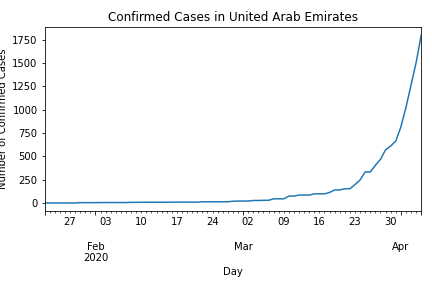 Confirmed Cases in United Arab Emirates
Number of Confirmed Cases
1750
1500
1250
1000
750
500
250
0
27 03 10 17 24 02 09 16 23 30
Feb Mar Apr
2020
Day